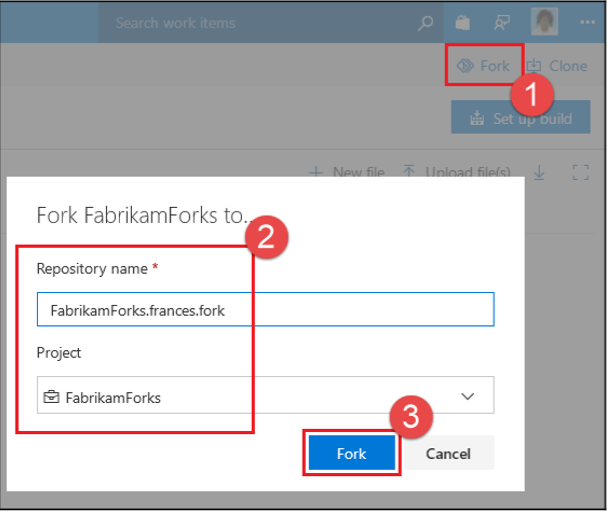 Search work items
Fork
Clone
1
Set up build
New file
Upload file(s)
Fork FabrikamForks to...
2
Repository name *
FabrikamForks.frances.fork
Project
FabrikamForks
3
Fork
Cancel